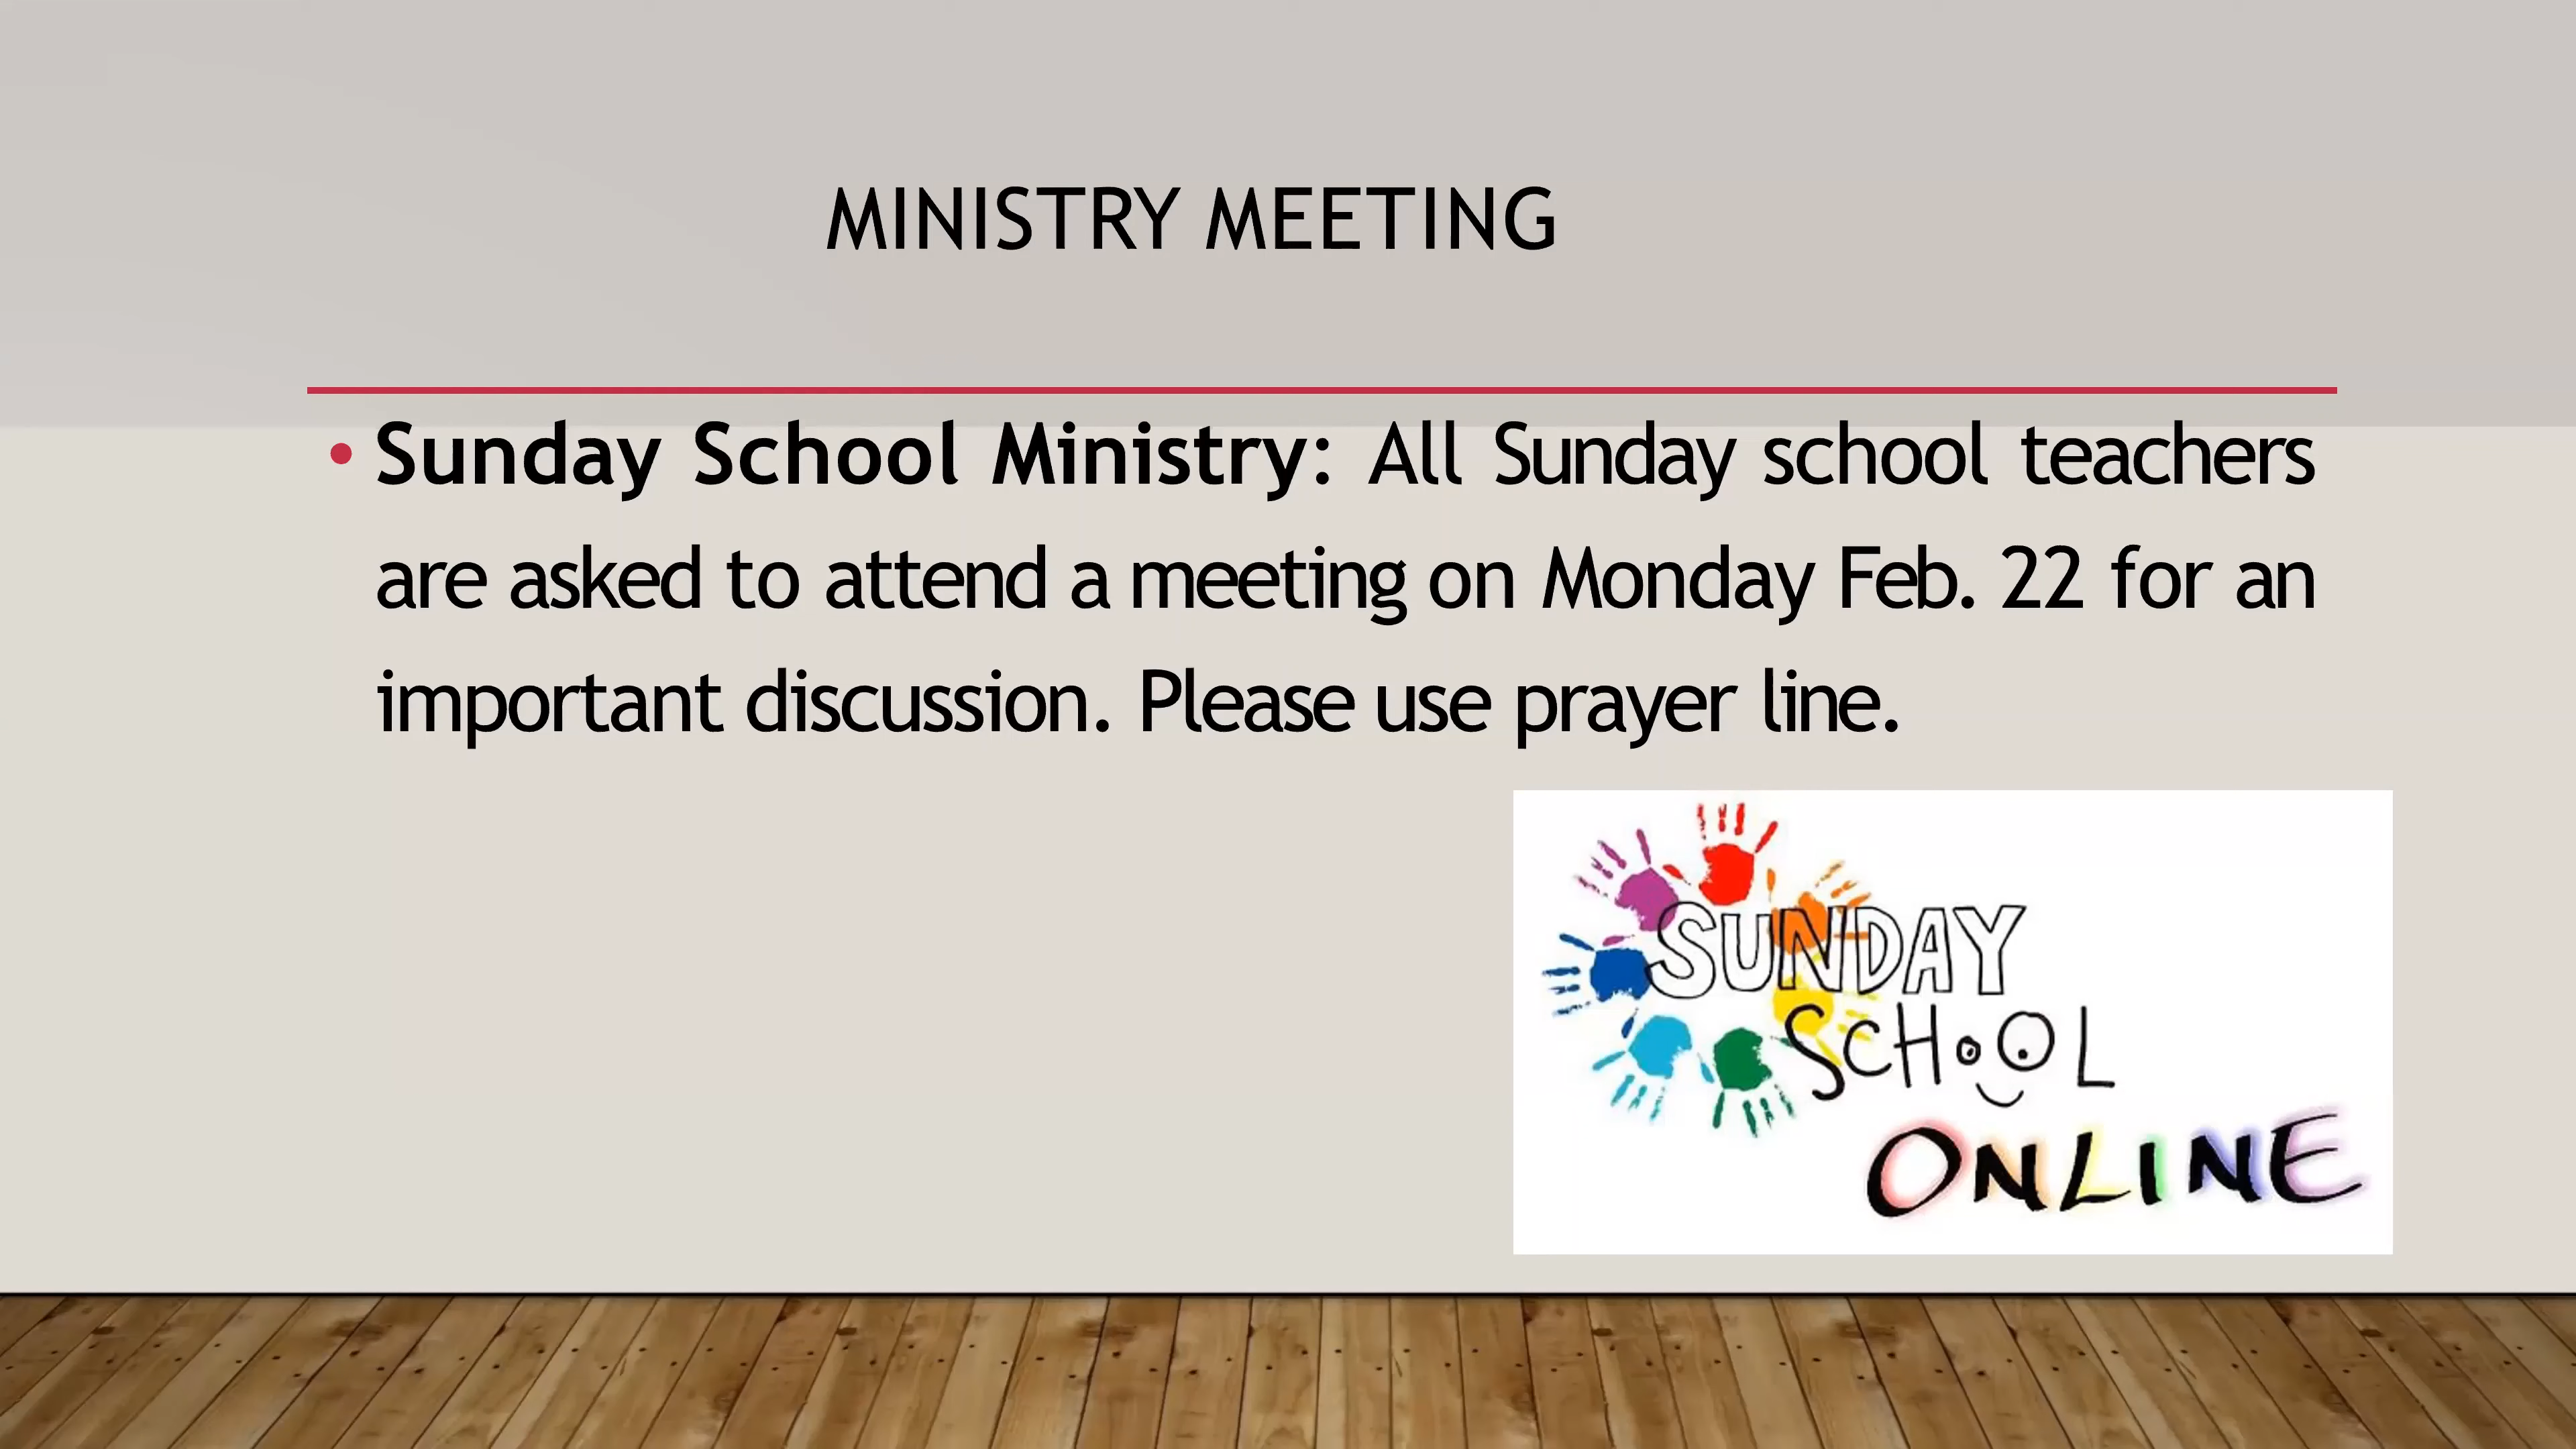 MINISTRY MEETING
• Sunday School Ministry: All Sunday school teachers
are asked to attend a meeting on Monday Feb. 22 for an
important discussion. Please use prayer line.
SUNDAY
SCHOOL
ONLINE